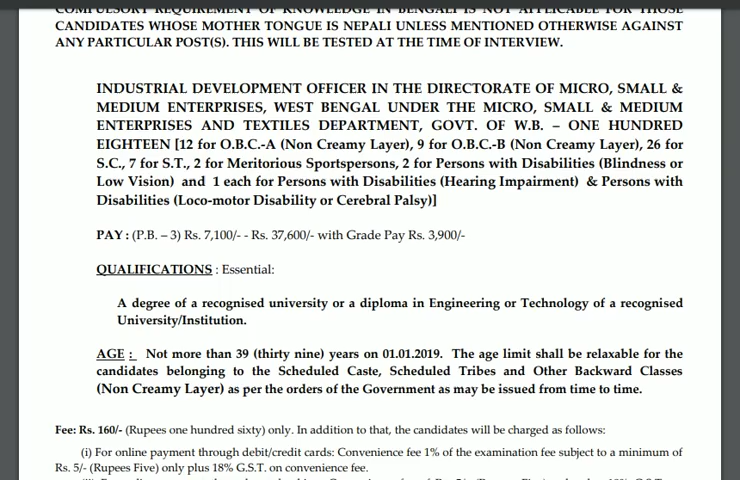 COMPULSORY REQUIREMENT OF KNOWLEDGE IN BENGALI IS NOT APPLICABLE FOR THOSE
CANDIDATES WHOSE MOTHER TONGUE IS NEPALI UNLESS MENTIONED OTHERWISE AGAINST
ANY PARTICULAR POST(S). THIS WILL BE TESTED AT THE TIME OF INTERVIEW.
INDUSTRIAL DEVELOPMENT OFFICER IN THE DIRECTORATE OF MICRO, SMALL &
MEDIUM ENTERPRISES, WEST BENGAL UNDER THE MICRO, SMALL & MEDIUM
ENTERPRISES AND TEXTILES DEPARTMENT, GOVT. OF W.B. – ONE HUNDRED
EIGHTEEN [12 for O.B.C.-A (Non Creamy Layer), 9 for O.B.C.-B (Non Creamy Layer), 26 for
S.C., 7 for S.T., 2 for Meritorious Sportspersons, 2 for Persons with Disabilities (Blindness or
Low Vision) and 1 each for Persons with Disabilities (Hearing Impairment) & Persons with
Disabilities (Loco-motor Disability or Cerebral Palsy)]
PAY : (P.B. – 3) Rs. 7,100/- - Rs. 37,600/- with Grade Pay Rs. 3,900/-
QUALIFICATIONS : Essential:
A degree of a recognised university or a diploma in Engineering or Technology of a recognised
University/Institution.
AGE : Not more than 39 (thirty nine) years on 01.01.2019. The age limit shall be relaxable for the
candidates belonging to the Scheduled Caste, Scheduled Tribes and Other Backward Classes
(Non Creamy Layer) as per the orders of the Government as may be issued from time to time.
Fee: Rs. 160/- (Rupees one hundred sixty) only. In addition to that, the candidates will be charged as follows:
(i) For online payment through debit/credit cards: Convenience fee 1% of the examination fee subject to a minimum of
Rs. 5/- (Rupees Five) only plus 18% G.S.T. on convenience fee.